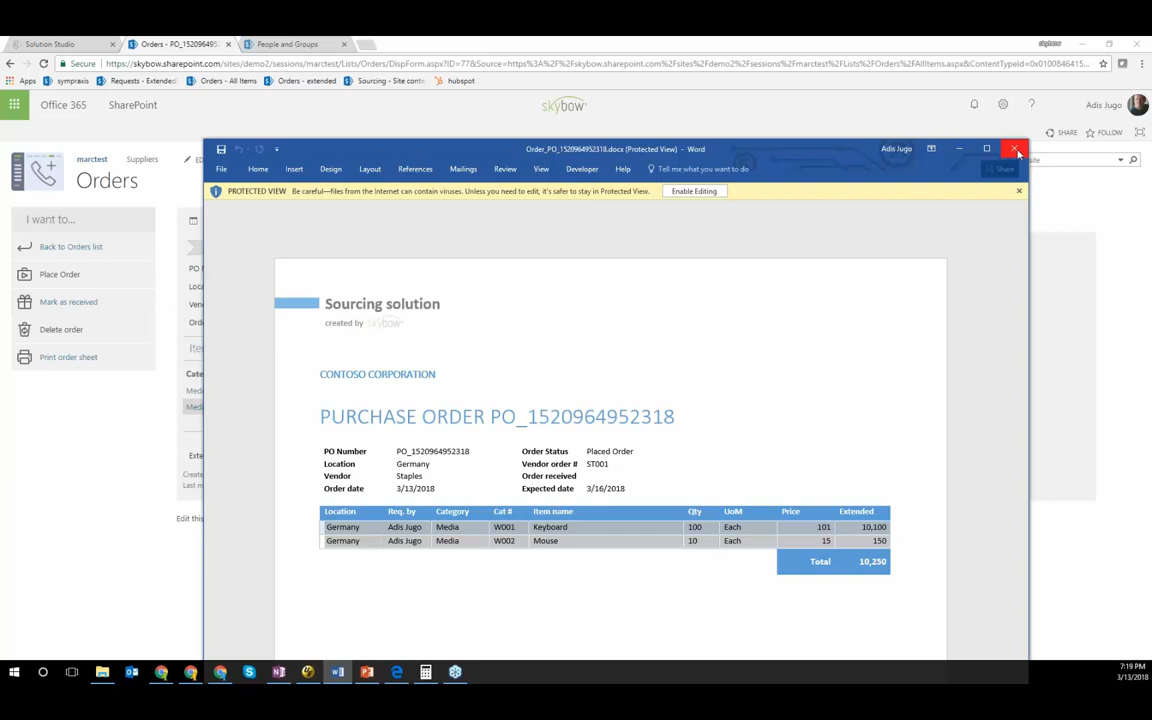 Solution Studio
Orders - PO_1520964952
People and Groups
skybow
Secure https://skybow.sharepoint.com/sites/demo2/sessions/marctest/Lists/Orders/DispForm.aspx?ID=77&Source=https%3A%2F%2Fskybow.sharepoint.com%2Fsites%2Fdemo2%2Fsessions%2Fmarctest%2FLists%2FOrders%2FAllItems.aspx&ContentTypeId=0x0100846415...
Apps sympraxis Requests - Extended Orders - All Items Orders - extended Sourcing - Site cont hubspot
Office 365 SharePoint skybow Adis Jugo
SHARE FOLLOW
Order_PO_1520964952318.docx (Protected View) - Word Adis Jugo
marctest Suppliers
Orders
File Home Insert Design Layout References Mailings Review View Developer Help Tell me what you want to do Share
PROTECTED VIEW Be careful—files from the Internet can contain viruses. Unless you need to edit, it's safer to stay in Protected View. Enable Editing
I want to...
Back to Orders list
Place Order
Mark as received
Delete order
Print order sheet
Edit this
Sourcing solution
created by skybow
CONTOSO CORPORATION
PURCHASE ORDER PO_1520964952318
PO Number PO_1520964952318 Order Status Placed Order
Location Germany Vendor order # ST001
Vendor Staples Order received
Order date 3/13/2018 Expected date 3/16/2018
Location Req. by Category Cat # Item name Qty UoM Price Extended
Germany Adis Jugo Media W001 Keyboard 100 Each 101 10,100
Germany Adis Jugo Media W002 Mouse 10 Each 15 150
Total 10,250
7:19 PM
3/13/2018